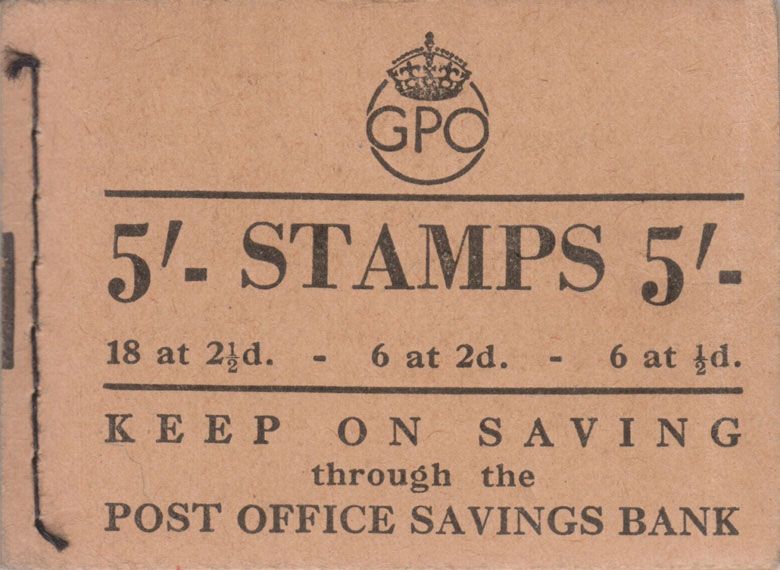 GPO
5/- STAMPS 5/-
18 at 2½d. - 6 at 2d. - 6 at ½d.
KEEP ON SAVING
through the
POST OFFICE SAVINGS BANK